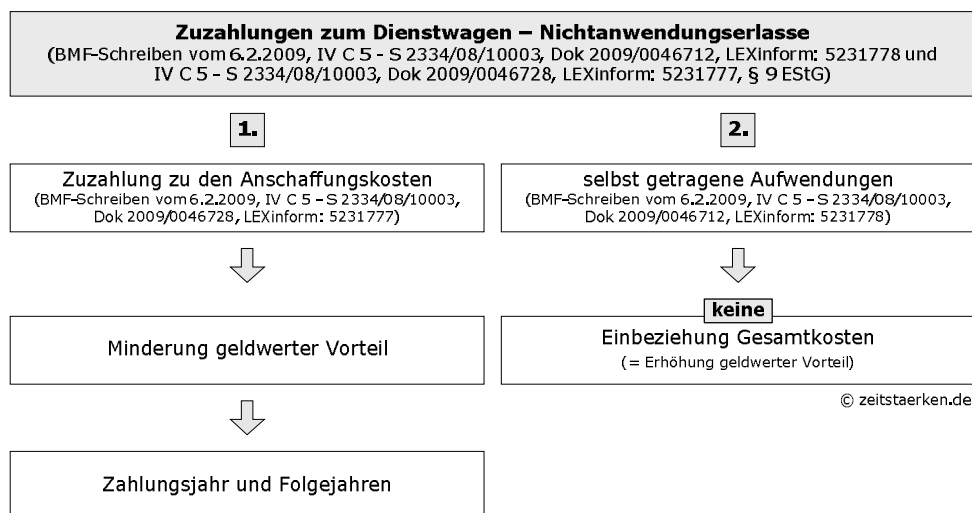 Zuzahlungen zum Dienstwagen – Nichtanwendungserlasse
(BMF-Schreiben vom 6.2.2009, IV C 5 - S 2334/08/10003, Dok 2009/0046712, LEXinform: 5231778 und
IV C 5 - S 2334/08/10003, Dok 2009/0046728, LEXinform: 5231777, § 9 EStG)
1.
Zuzahlung zu den Anschaffungskosten
(BMF-Schreiben vom 6.2.2009, IV C 5 - S 2334/08/10003,
Dok 2009/0046728, LEXinform: 5231777)
Minderung geldwerter Vorteil
Zahlungsjahr und Folgejahren
2.
selbst getragene Aufwendungen
(BMF-Schreiben vom 6.2.2009, IV C 5 - S 2334/08/10003,
Dok 2009/0046712, LEXinform: 5231778)
keine
Einbeziehung Gesamtkosten
(= Erhöhung geldwerter Vorteil)
© zeitstaerken.de